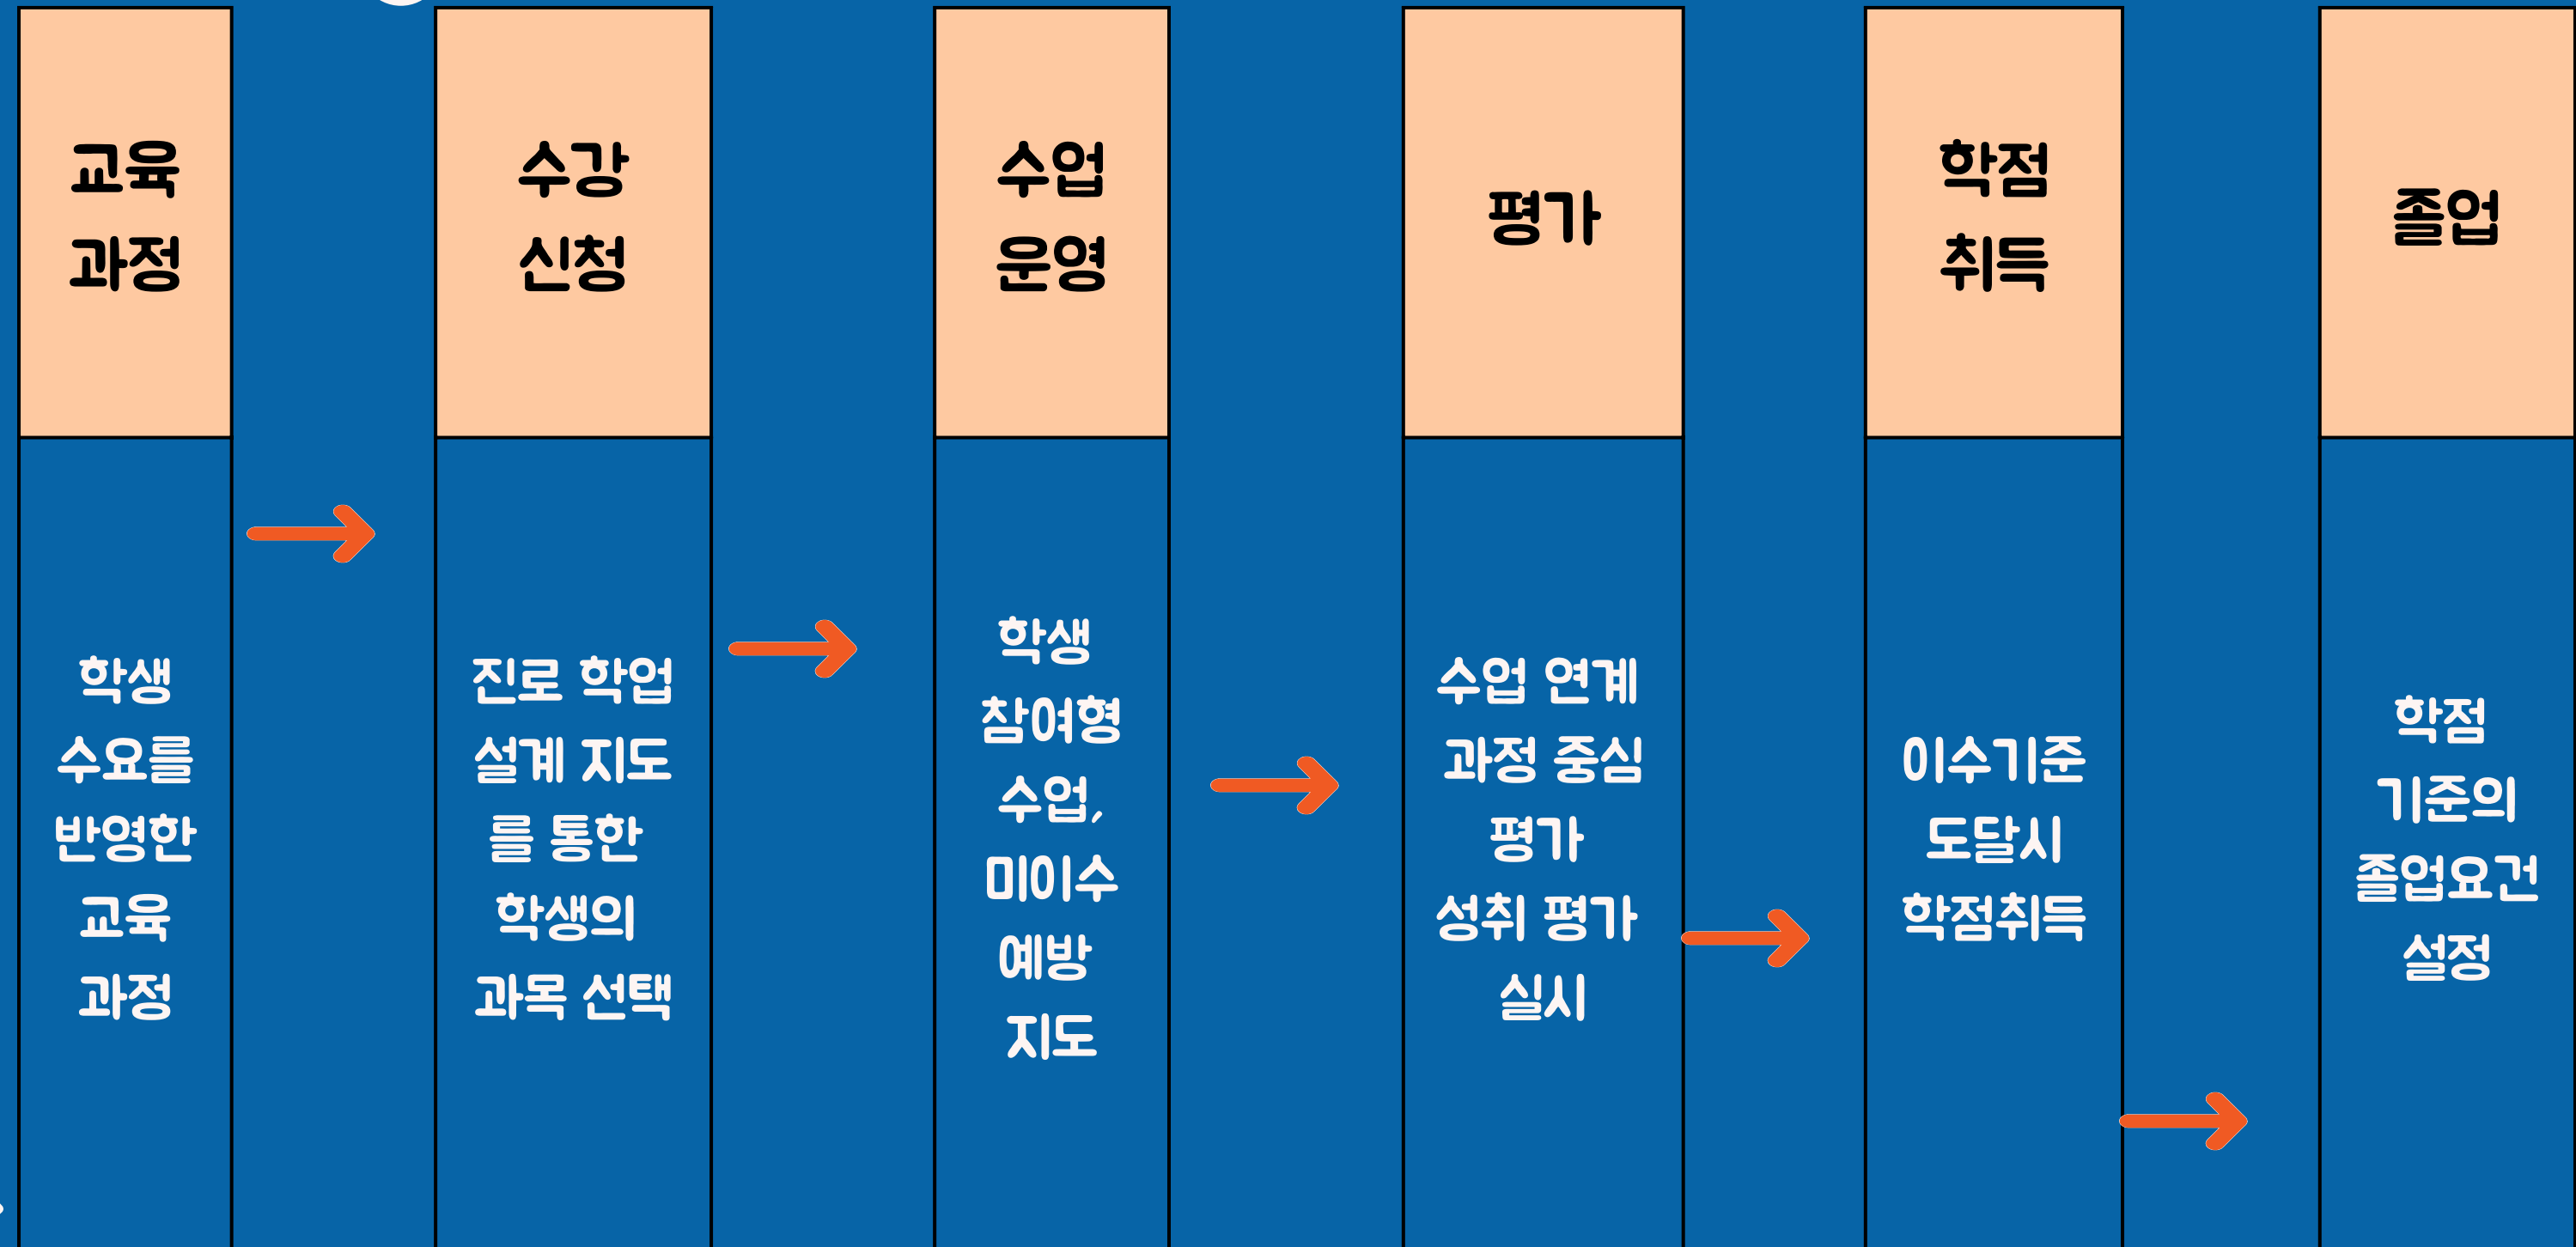 교육
과정
학생
수요를
반영한
교육
과정
수강
신청
진로 학업
설계 지도
를 통한
학생의
과목 선택
수업
운영
학생
참여형
수업,
미이수
예방
지도
평가
수업 연계
과정 중심
평가
성취 평가
실시
학점
취득
이수기준
도달시
학점취득
졸업
학점
기준의
졸업요건
설정